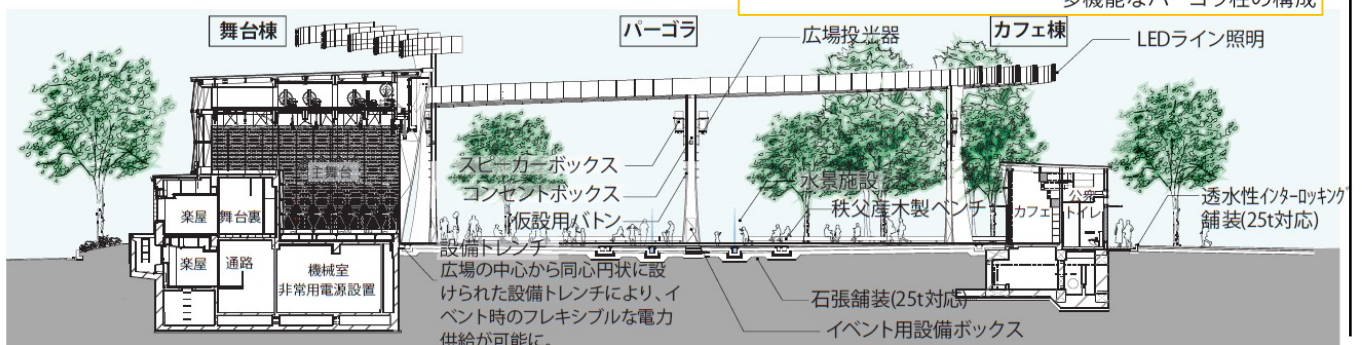 多機能なパーゴラ柱の構成
舞台棟
パーゴラ
広場投光器
カフェ棟
LEDライン照明
スピーカーボックス
コンセントボックス
仮設用バトン
主舞台
水景施設
秩父産木製ベンチ
楽屋
舞台裏
カフェ
公衆
トイレ
透水性インターロッキング
舗装(25t対応)
楽屋
通路
機械室
非常用電源設置
設備トレンチ
広場の中心から同心円状に設
けられた設備トレンチにより、イ
ベント時のフレキシブルな電力
供給が可能に。
石張舗装(25t対応)
イベント用設備ボックス